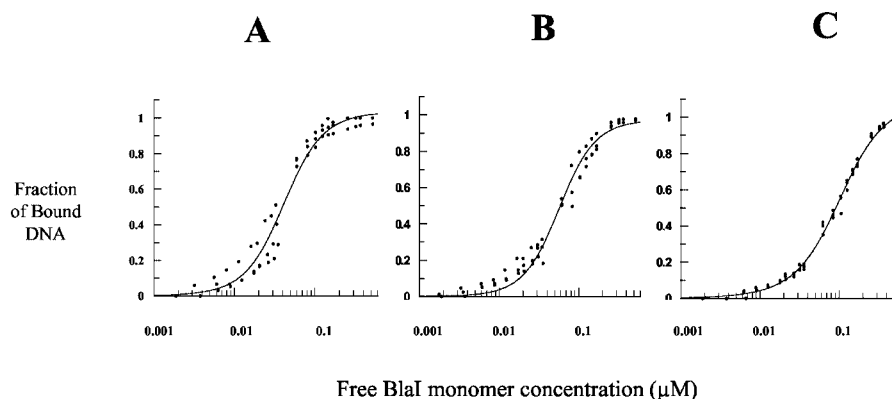 A B C
1 1 1
0.8 0.8 0.8
Fraction
of Bound
DNA
0.6 0.6 0.6
0.4 0.4 0.4
0.2 0.2 0.2
0 0 0
0.001 0.01 0.1 0.001 0.01 0.1 0.001 0.01 0.1
Free BlaI monomer concentration (µM)